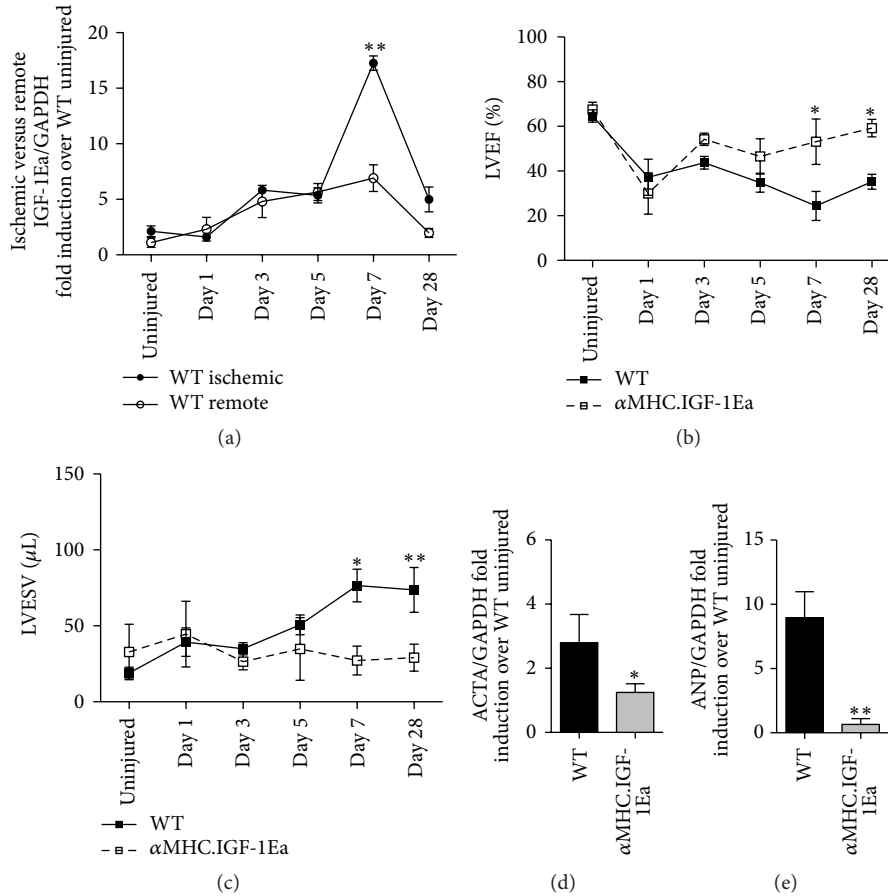 Ischemic versus remote
IGF-1Ea/GAPDH
fold induction over WT uninjured
20
15
10
5
0
**
Uninjured
Day 1
Day 3
Day 5
Day 7
Day 28
WT ischemic
WT remote
(a)
LVEF (%)
100
80
60
40
20
0
*
*
Uninjured
Day 1
Day 3
Day 5
Day 7
Day 28
WT
αMHC.IGF-1Ea
(b)
LVESV (μL)
150
100
50
0
*
**
Uninjured
Day 1
Day 3
Day 5
Day 7
Day 28
WT
αMHC.IGF-1Ea
(c)
ACTA/GAPDH fold
induction over WT uninjured
6
4
2
0
*
WT
αMHC.IGF-
1Ea
(d)
ANP/GAPDH fold
induction over WT uninjured
15
10
5
0
**
WT
αMHC.IGF-
1Ea
(e)